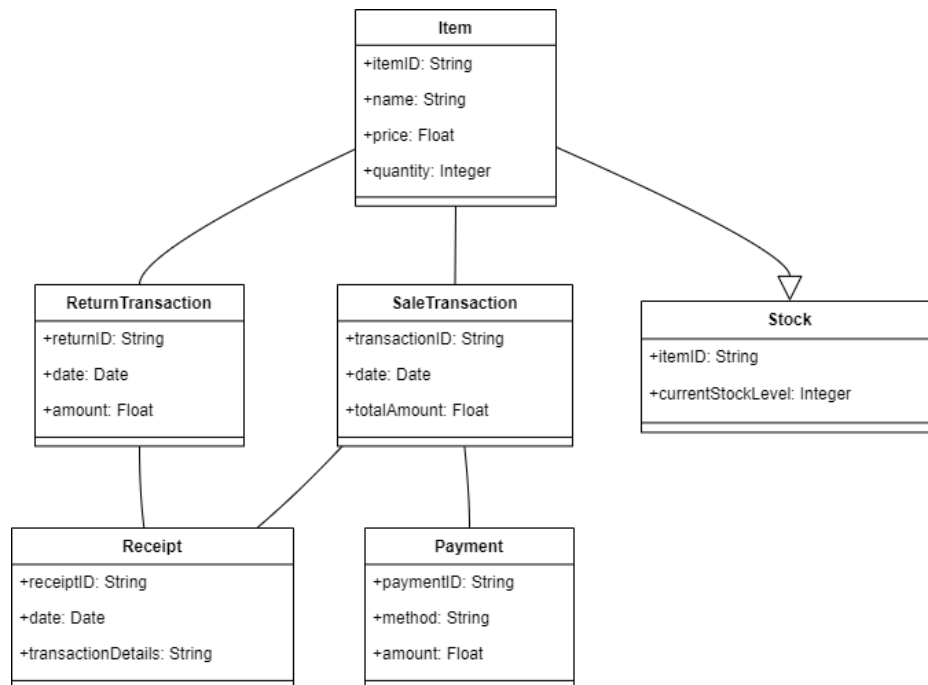 Item
+itemID: String
+name: String
+price: Float
+quantity: Integer
ReturnTransaction
+returnID: String
+date: Date
+amount: Float
SaleTransaction
+transactionID: String
+date: Date
+totalAmount: Float
Stock
+itemID: String
+currentStockLevel: Integer
Receipt
+receiptID: String
+date: Date
+transactionDetails: String
Payment
+paymentID: String
+method: String
+amount: Float